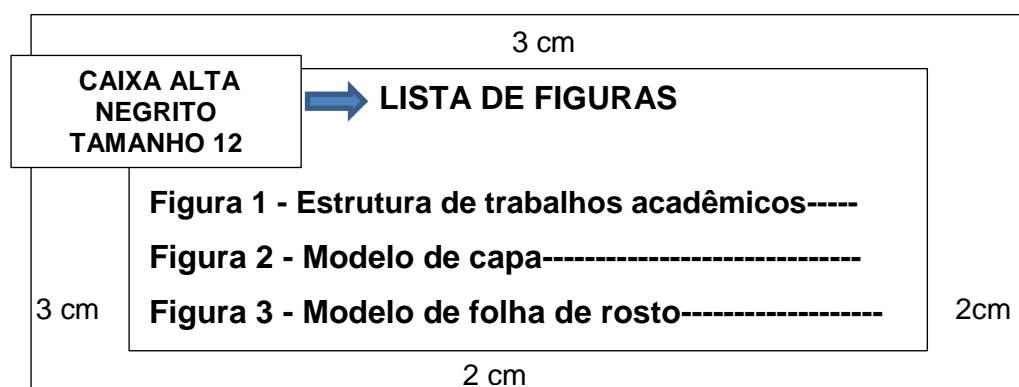 3 cm
CAIXA ALTA
NEGRITO
TAMANHO 12
LISTA DE FIGURAS
Figura 1 - Estrutura de trabalhos acadêmicos-----
Figura 2 - Modelo de capa------------------------------
Figura 3 - Modelo de folha de rosto-------------------
3 cm
2cm
2 cm